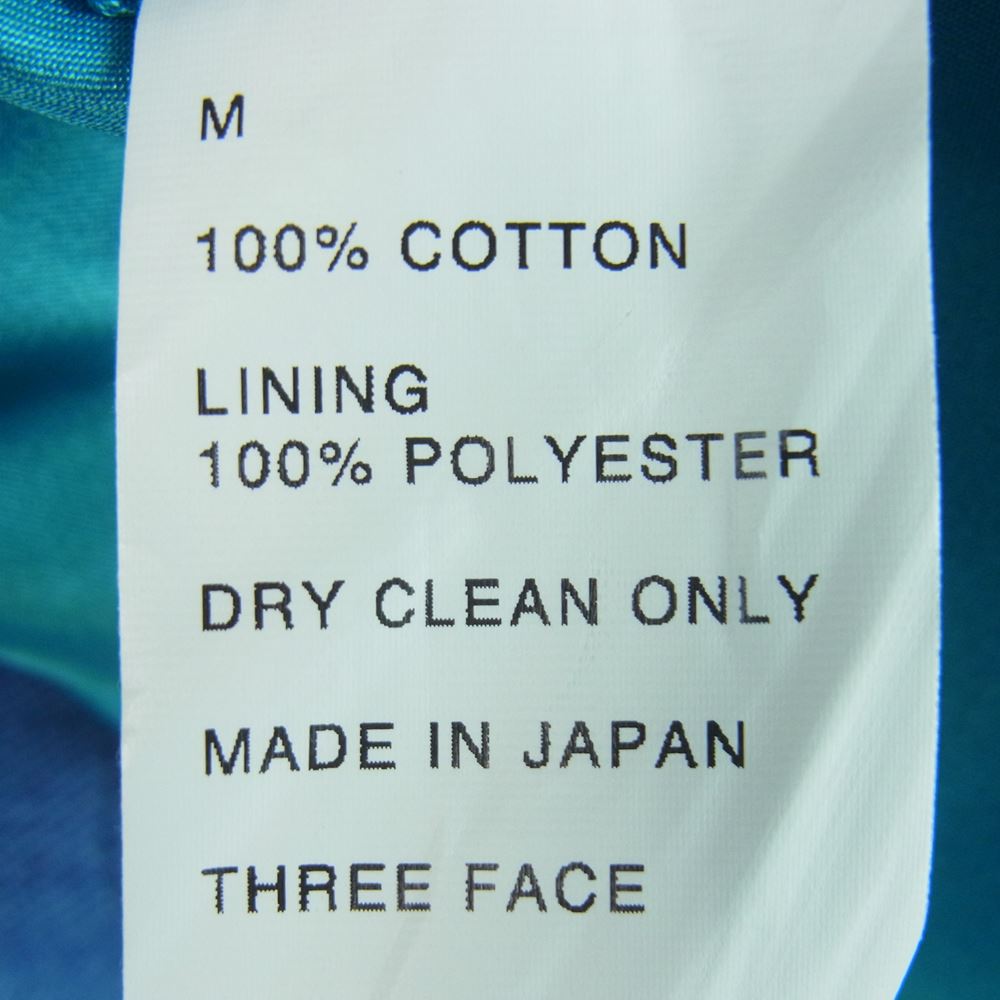 M
100% COTTON
LINING
100% POLYESTER
DRY CLEAN ONLY
MADE IN JAPAN
THREE FACE